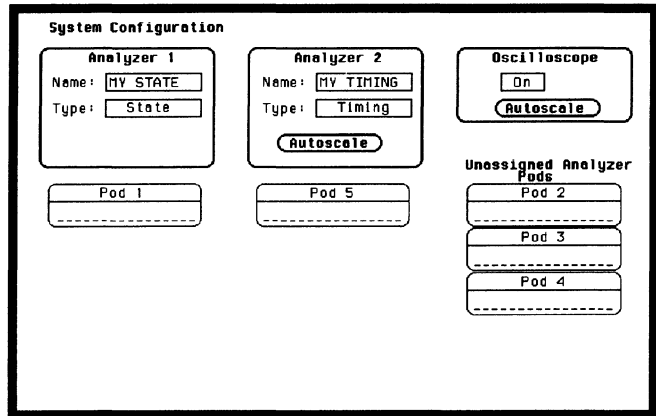 System Configuration
Analyzer 1
Name: MY STATE
Type: State
Analyzer 2
Name: MY TIMING
Type: Timing
Autoscale
Oscilloscope
On
Autoscale
Unassigned Analyzer
Pods
Pod 1
Pod 5
Pod 2
Pod 3
Pod 4